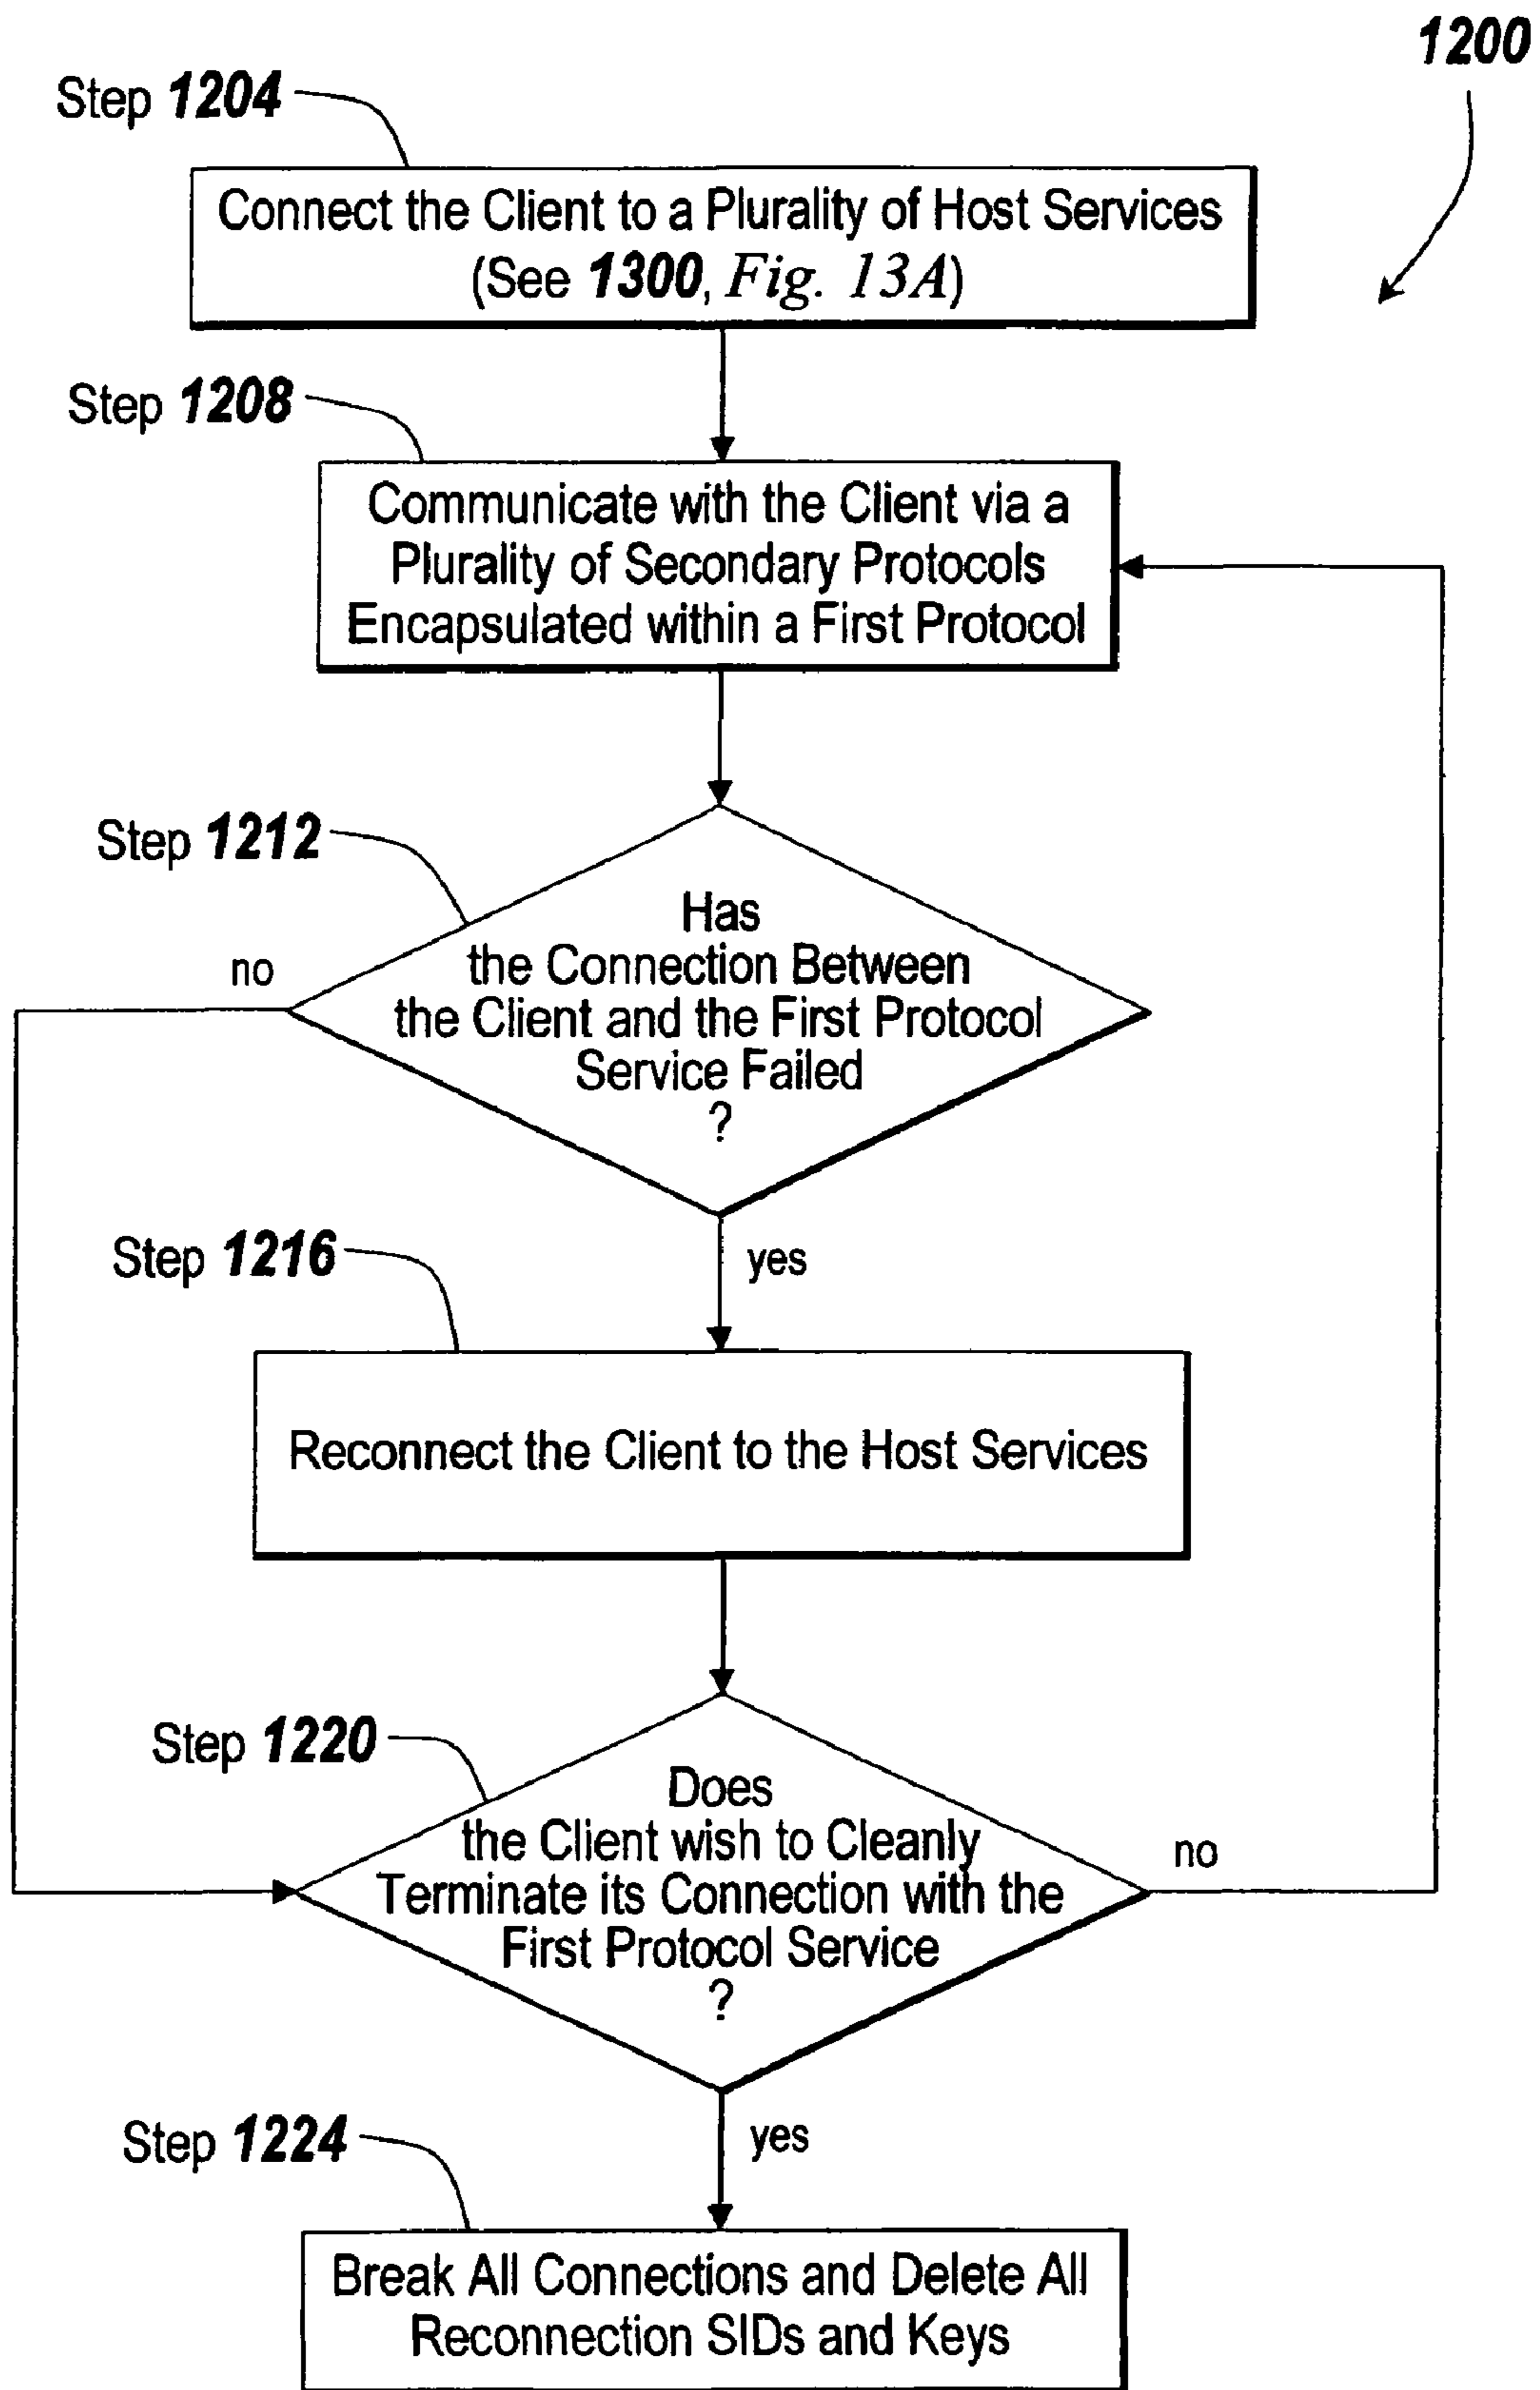 1200
Step 1204
Connect the Client to a Plurality of Host Services
(See 1300, Fig. 13A)
Step 1208
Communicate with the Client via a
Plurality of Secondary Protocols
Encapsulated within a First Protocol
Step 1212
Has
the Connection Between
the Client and the First Protocol
Service Failed
?
no
yes
Step 1216
Reconnect the Client to the Host Services
Step 1220
Does
the Client wish to Cleanly
Terminate its Connection with the
First Protocol Service
?
no
yes
Step 1224
Break All Connections and Delete All
Reconnection SIDs and Keys